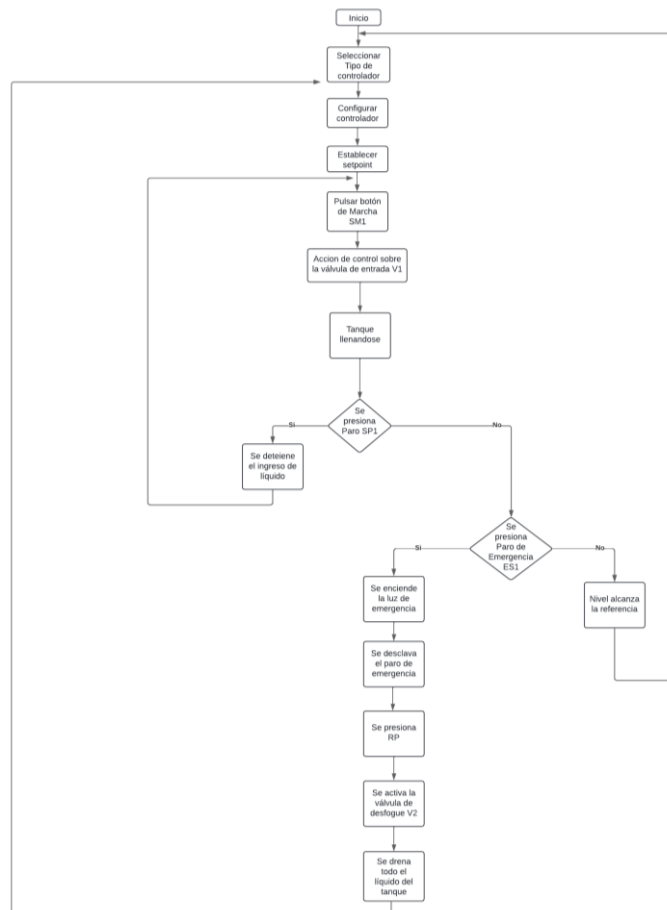 Inicio
Seleccionar
Tipo de
controlador
Configurar
controlador
Establecer
setpoint
Pulsar botón
de Marcha
SM1
Accion de control sobre
la válvula de entrada V1
Tanque
llenandose
Se
presiona
Paro SP1
Si
No
Se deteiene
el ingreso de
líquido
Se
presiona
Paro de
Emergencia
ES1
Si
No
Se enciende
la luz de
emergencia
Nivel alcanza
la referencia
Se desclava
el paro de
emergencia
Se presiona
RP
Se activa la
válvula de
desfogue V2
Se drena
todo el
líquido del
tanque